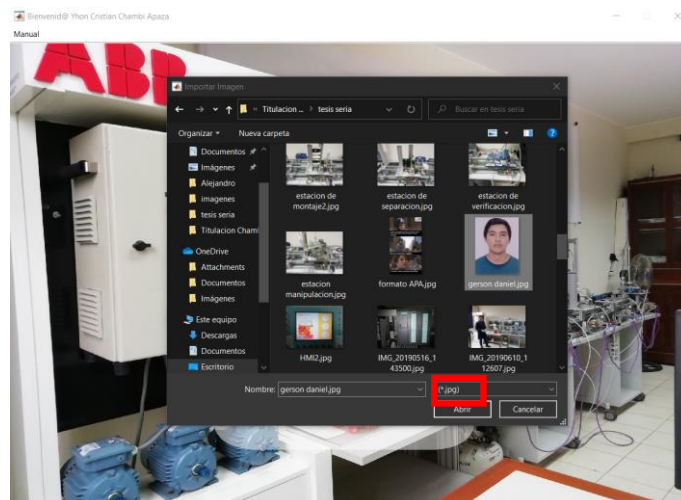 Bienvenid@ Yhon Cristian Chambi Apaza
Manual
ABB
Importar Imagen
« Titulacion ... > tesis seria
Buscar en tesis seria
Organizar
Nueva carpeta
Documentos
Imágenes
Alejandro
imagenes
tesis seria
Titulacion Cham
OneDrive
Attachments
Documentos
Imágenes
Este equipo
Descargas
Documentos
Escritorio
estacion de
montaje2.jpg
estacion de
separacion.jpg
estacion de
verificacion.jpg
estacion
manipulacion.jpg
formato APA.jpg
gerson daniel.jpg
HMI2.jpg
IMG_20190516_1
43500.jpg
IMG_20190610_1
12607.jpg
Nombre: gerson daniel.jpg
(*.jpg)
Abrir
Cancelar